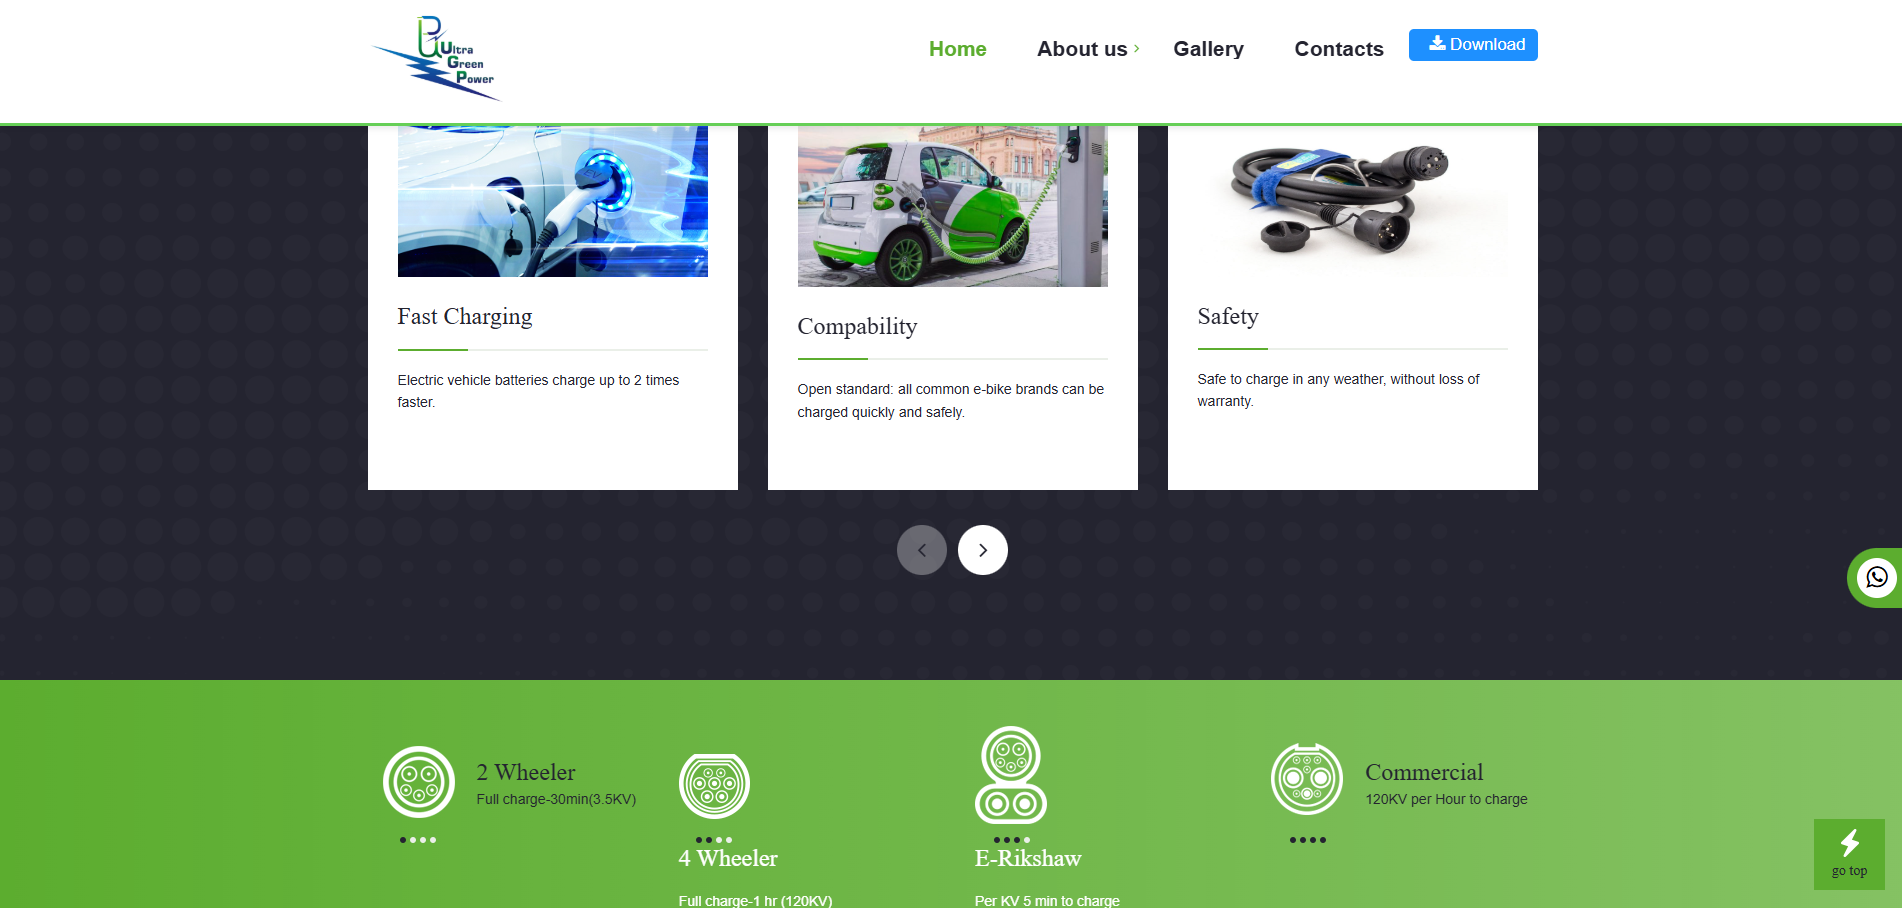 Ultra
Green
Power
Home
About us
Gallery
Contacts
Download
EV
Fast Charging
Electric vehicle batteries charge up to 2 times
faster.
Compability
Open standard: all common e-bike brands can be
charged quickly and safely.
Safety
Safe to charge in any weather, without loss of
warranty.
2 Wheeler
Full charge-30min(3.5KV)
4 Wheeler
Full charge-1 hr (120KV)
E-Rikshaw
Per KV 5 min to charge
Commercial
120KV per Hour to charge
go top